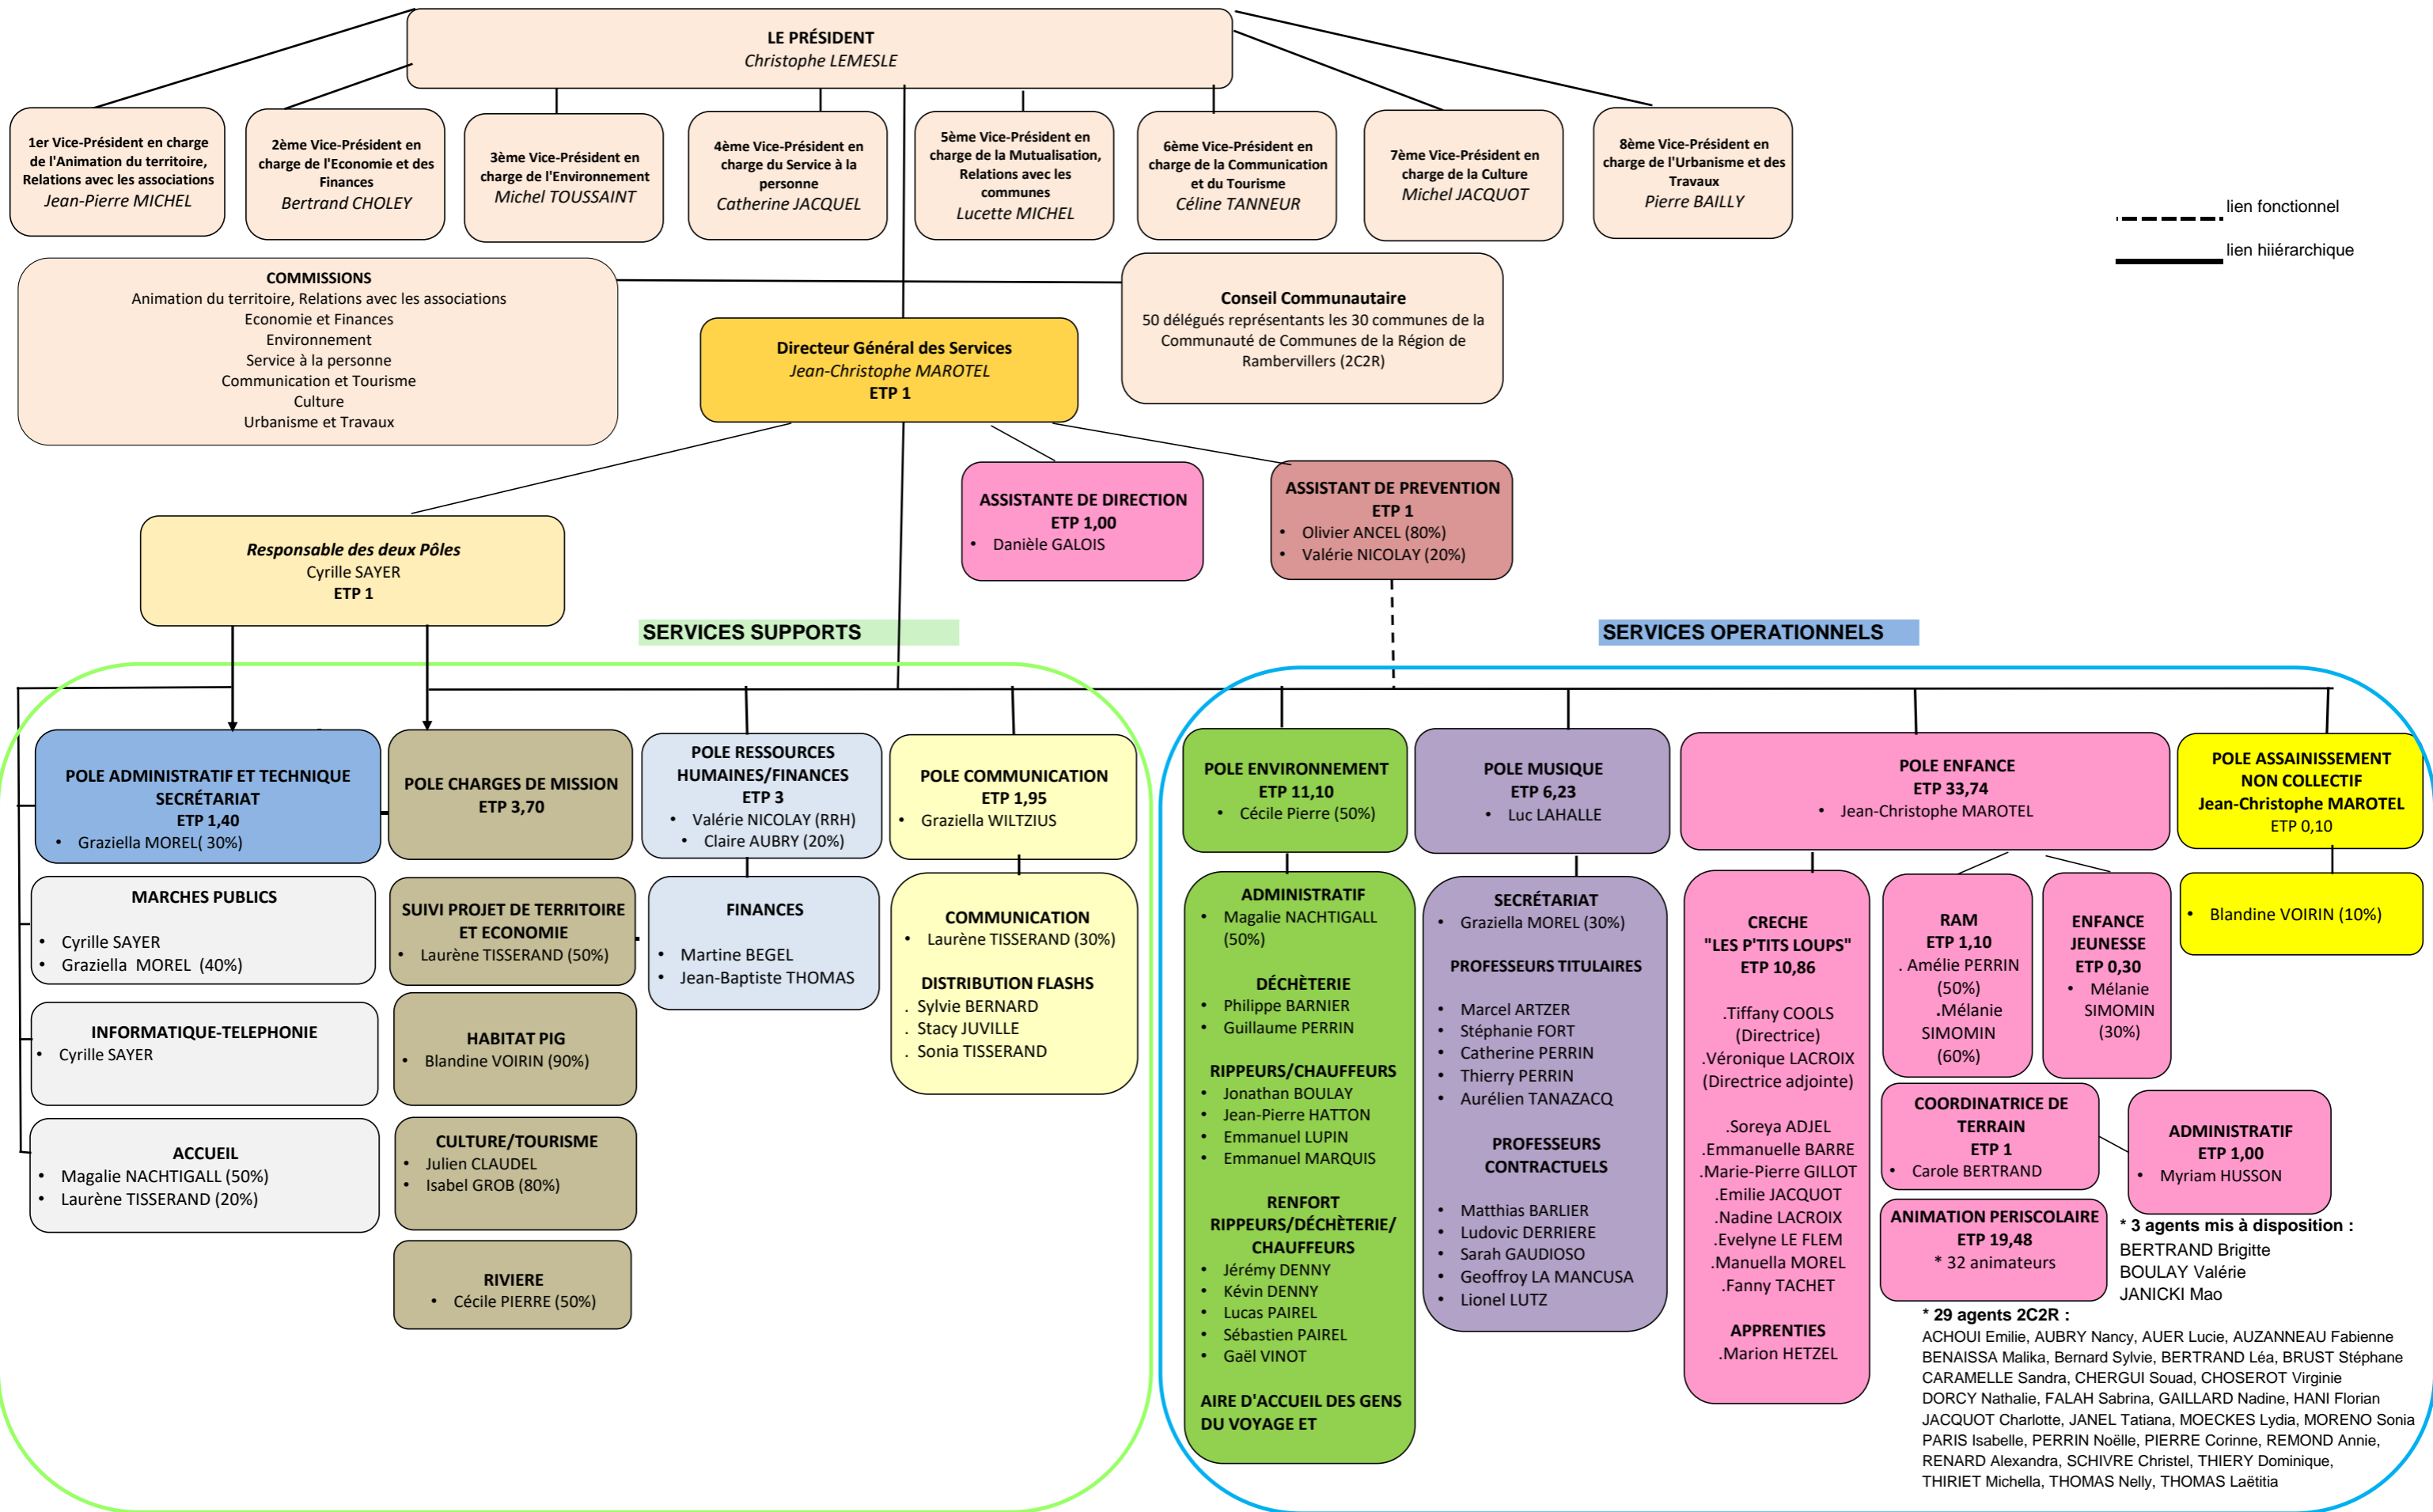 LE PRÉSIDENT
Christophe LEMESLE
1er Vice-Président en charge
de l'Animation du territoire,
Relations avec les associations
Jean-Pierre MICHEL
2ème Vice-Président en
charge de l'Economie et des
Finances
Bertrand CHOLEY
3ème Vice-Président en
charge de l'Environnement
Michel TOUSSAINT
4ème Vice-Président en
charge du Service à la
personne
Catherine JACQUEL
5ème Vice-Président en
charge de la Mutualisation,
Relations avec les
communes
Lucette MICHEL
6ème Vice-Président en
charge de la Communication
et du Tourisme
Céline TANNEUR
7ème Vice-Président en
charge de la Culture
Michel JACQUOT
8ème Vice-Président en
charge de l'Urbanisme et des
Travaux
Pierre BAILLY
lien fonctionnel
lien hiiérarchique
COMMISSIONS
Animation du territoire, Relations avec les associations
Economie et Finances
Environnement
Service à la personne
Communication et Tourisme
Culture
Urbanisme et Travaux
Directeur Général des Services
Jean-Christophe MAROTEL
ETP 1
Conseil Communautaire
50 délégués représentants les 30 communes de la
Communauté de Communes de la Région de
Rambervillers (2C2R)
Responsable des deux Pôles
Cyrille SAYER
ETP 1
ASSISTANTE DE DIRECTION
ETP 1,00
• Danièle GALOIS
ASSISTANT DE PREVENTION
ETP 1
• Olivier ANCEL (80%)
• Valérie NICOLAY (20%)
SERVICES SUPPORTS
SERVICES OPERATIONNELS
POLE ADMINISTRATIF ET TECHNIQUE
SECRÉTARIAT
ETP 1,40
• Graziella MOREL( 30%)
MARCHES PUBLICS
• Cyrille SAYER
• Graziella MOREL (40%)
INFORMATIQUE-TELEPHONIE
• Cyrille SAYER
ACCUEIL
• Magalie NACHTIGALL (50%)
• Laurène TISSERAND (20%)
POLE CHARGES DE MISSION
ETP 3,70
SUIVI PROJET DE TERRITOIRE
ET ECONOMIE
• Laurène TISSERAND (50%)
HABITAT PIG
• Blandine VOIRIN (90%)
CULTURE/TOURISME
• Julien CLAUDEL
• Isabel GROB (80%)
RIVIERE
• Cécile PIERRE (50%)
POLE RESSOURCES
HUMAINES/FINANCES
ETP 3
• Valérie NICOLAY (RRH)
• Claire AUBRY (20%)
FINANCES
• Martine BEGEL
• Jean-Baptiste THOMAS
POLE COMMUNICATION
ETP 1,95
• Graziella WILTZIUS
COMMUNICATION
• Laurène TISSERAND (30%)
DISTRIBUTION FLASHS
. Sylvie BERNARD
. Stacy JUVILLE
. Sonia TISSERAND
POLE ENVIRONNEMENT
ETP 11,10
• Cécile Pierre (50%)
ADMINISTRATIF
• Magalie NACHTIGALL
(50%)
DÉCHÈTERIE
• Philippe BARNIER
• Guillaume PERRIN
RIPPEURS/CHAUFFEURS
• Jonathan BOULAY
• Jean-Pierre HATTON
• Emmanuel LUPIN
• Emmanuel MARQUIS
RENFORT
RIPPEURS/DÉCHÈTERIE/
CHAUFFEURS
• Jérémy DENNY
• Kévin DENNY
• Lucas PAIREL
• Sébastien PAIREL
• Gaël VINOT
AIRE D'ACCUEIL DES GENS
DU VOYAGE ET
POLE MUSIQUE
ETP 6,23
• Luc LAHALLE
SECRÉTARIAT
• Graziella MOREL (30%)
PROFESSEURS TITULAIRES
• Marcel ARTZER
• Stéphanie FORT
• Catherine PERRIN
• Thierry PERRIN
• Aurélien TANAZACQ
PROFESSEURS
CONTRACTUELS
• Matthias BARLIER
• Ludovic DERRIERE
• Sarah GAUDIOSO
• Geoffroy LA MANCUSA
• Lionel LUTZ
POLE ENFANCE
ETP 33,74
• Jean-Christophe MAROTEL
CRECHE
"LES P'TITS LOUPS"
ETP 10,86
.Tiffany COOLS
(Directrice)
.Véronique LACROIX
(Directrice adjointe)
.Soreya ADJEL
.Emmanuelle BARRE
.Marie-Pierre GILLOT
.Emilie JACQUOT
.Nadine LACROIX
.Evelyne LE FLEM
.Manuella MOREL
.Fanny TACHET
APPRENTIES
.Marion HETZEL
RAM
ETP 1,10
. Amélie PERRIN
(50%)
.Mélanie
SIMOMIN
(60%)
ENFANCE
JEUNESSE
ETP 0,30
• Mélanie
SIMOMIN
(30%)
COORDINATRICE DE
TERRAIN
ETP 1
• Carole BERTRAND
ADMINISTRATIF
ETP 1,00
• Myriam HUSSON
ANIMATION PERISCOLAIRE
ETP 19,48
* 32 animateurs
* 3 agents mis à disposition :
BERTRAND Brigitte
BOULAY Valérie
JANICKI Mao
* 29 agents 2C2R :
ACHOUI Emilie, AUBRY Nancy, AUER Lucie, AUZANNEAU Fabienne
BENAISSA Malika, Bernard Sylvie, BERTRAND Léa, BRUST Stéphane
CARAMELLE Sandra, CHERGUI Souad, CHOSEROT Virginie
DORCY Nathalie, FALAH Sabrina, GAILLARD Nadine, HANI Florian
JACQUOT Charlotte, JANEL Tatiana, MOECKES Lydia, MORENO Sonia
PARIS Isabelle, PERRIN Noëlle, PIERRE Corinne, REMOND Annie,
RENARD Alexandra, SCHIVRE Christel, THIERY Dominique,
THIRIET Michella, THOMAS Nelly, THOMAS Laëtitia
POLE ASSAINISSEMENT
NON COLLECTIF
Jean-Christophe MAROTEL
ETP 0,10
• Blandine VOIRIN (10%)